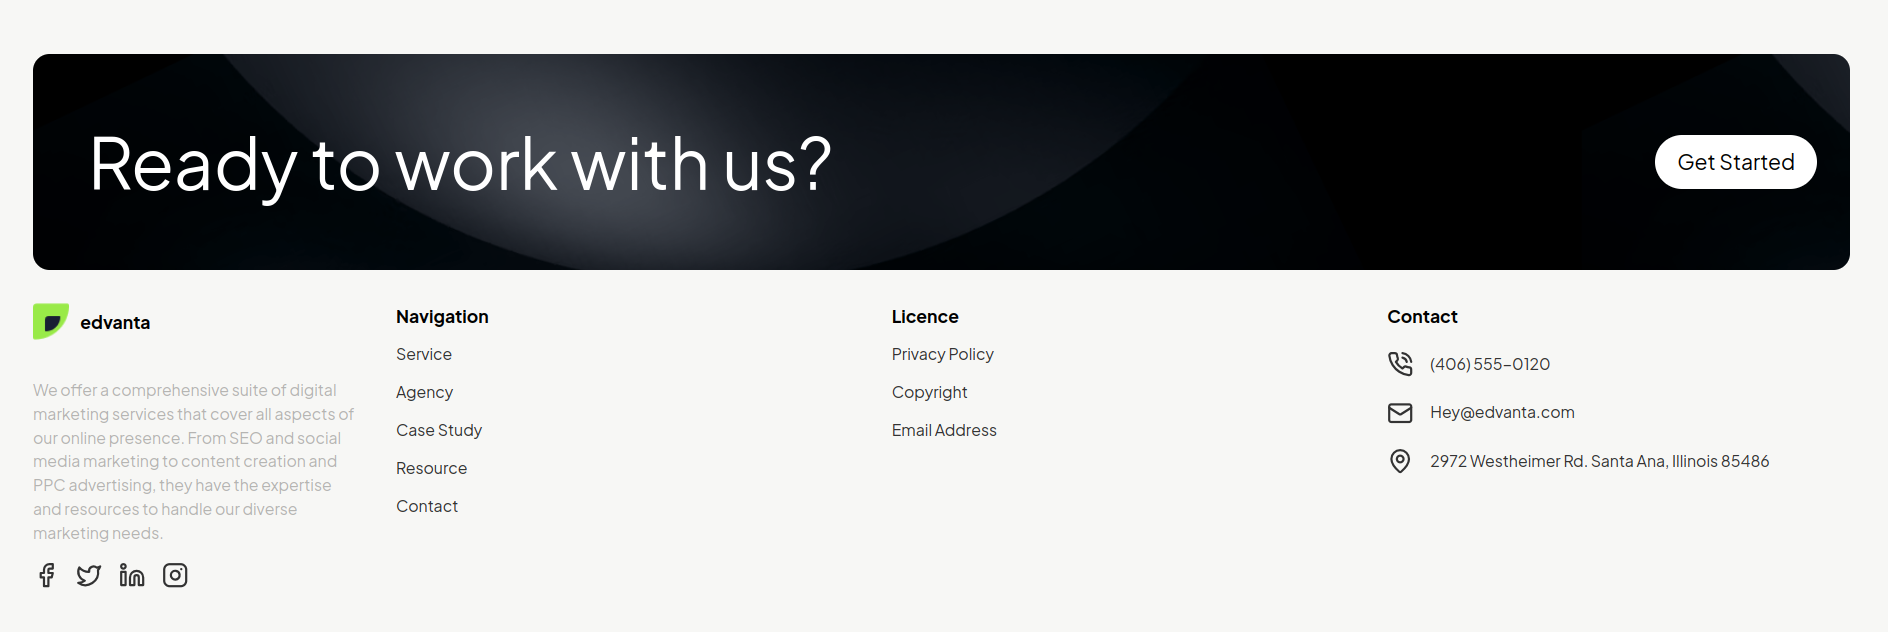 Ready to work with us?
Get Started
edvanta
We offer a comprehensive suite of digital
marketing services that cover all aspects of
our online presence. From SEO and social
media marketing to content creation and
PPC advertising, they have the expertise
and resources to handle our diverse
marketing needs.
Navigation
Service
Agency
Case Study
Resource
Contact
Licence
Privacy Policy
Copyright
Email Address
Contact
(406) 555-0120
Hey@edvanta.com
2972 Westheimer Rd. Santa Ana, Illinois 85486